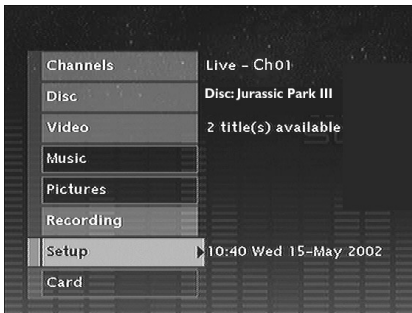 Channels Live – Ch01
Disc Disc: Jurassic Park III
Video 2 title(s) available
Music
Pictures
Recording
Setup 10:40 Wed 15-May 2002
Card